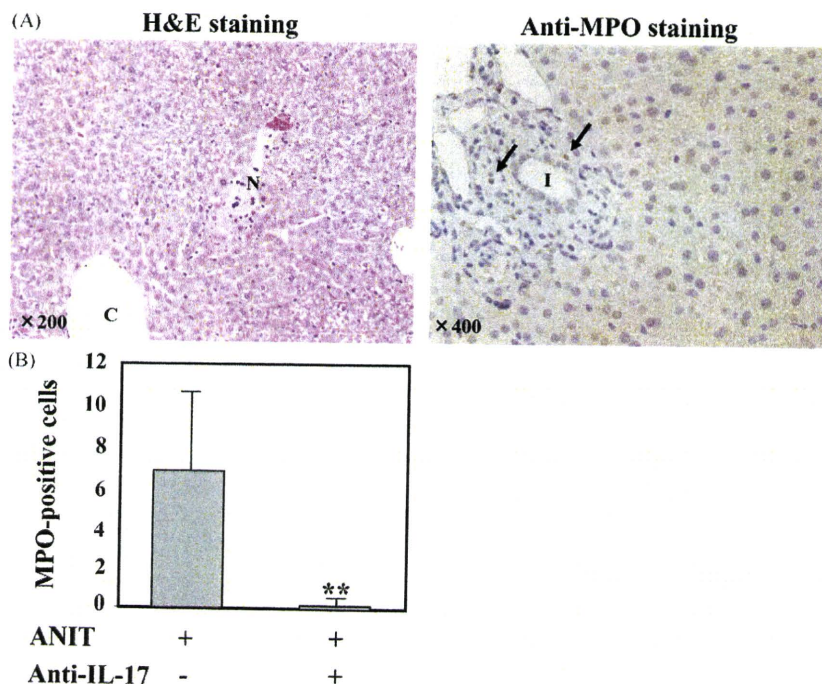 (A)
H&E staining
Anti-MPO staining
N
I
C
×200
×400
(B)
MPO-positive cells
12
10
8
6
4
2
0
**
ANIT + +
Anti-IL-17 - +